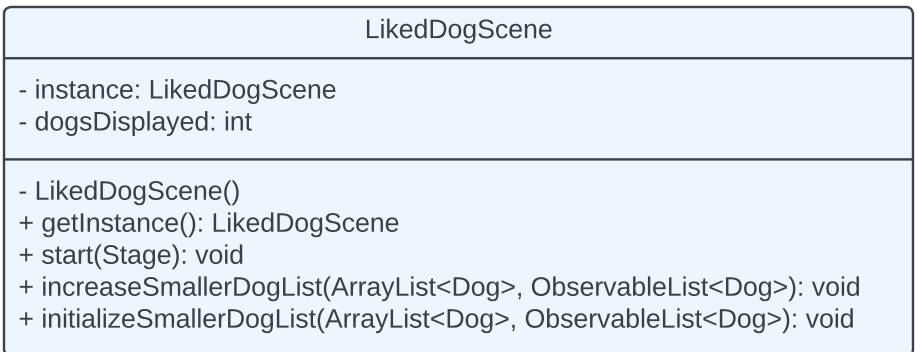 LikedDogScene
- instance: LikedDogScene
- dogsDisplayed: int
- LikedDogScene()
+ getInstance(): LikedDogScene
+ start(Stage): void
+ increaseSmallerDogList(ArrayList<Dog>, ObservableList<Dog>): void
+ initializeSmallerDogList(ArrayList<Dog>, ObservableList<Dog>): void